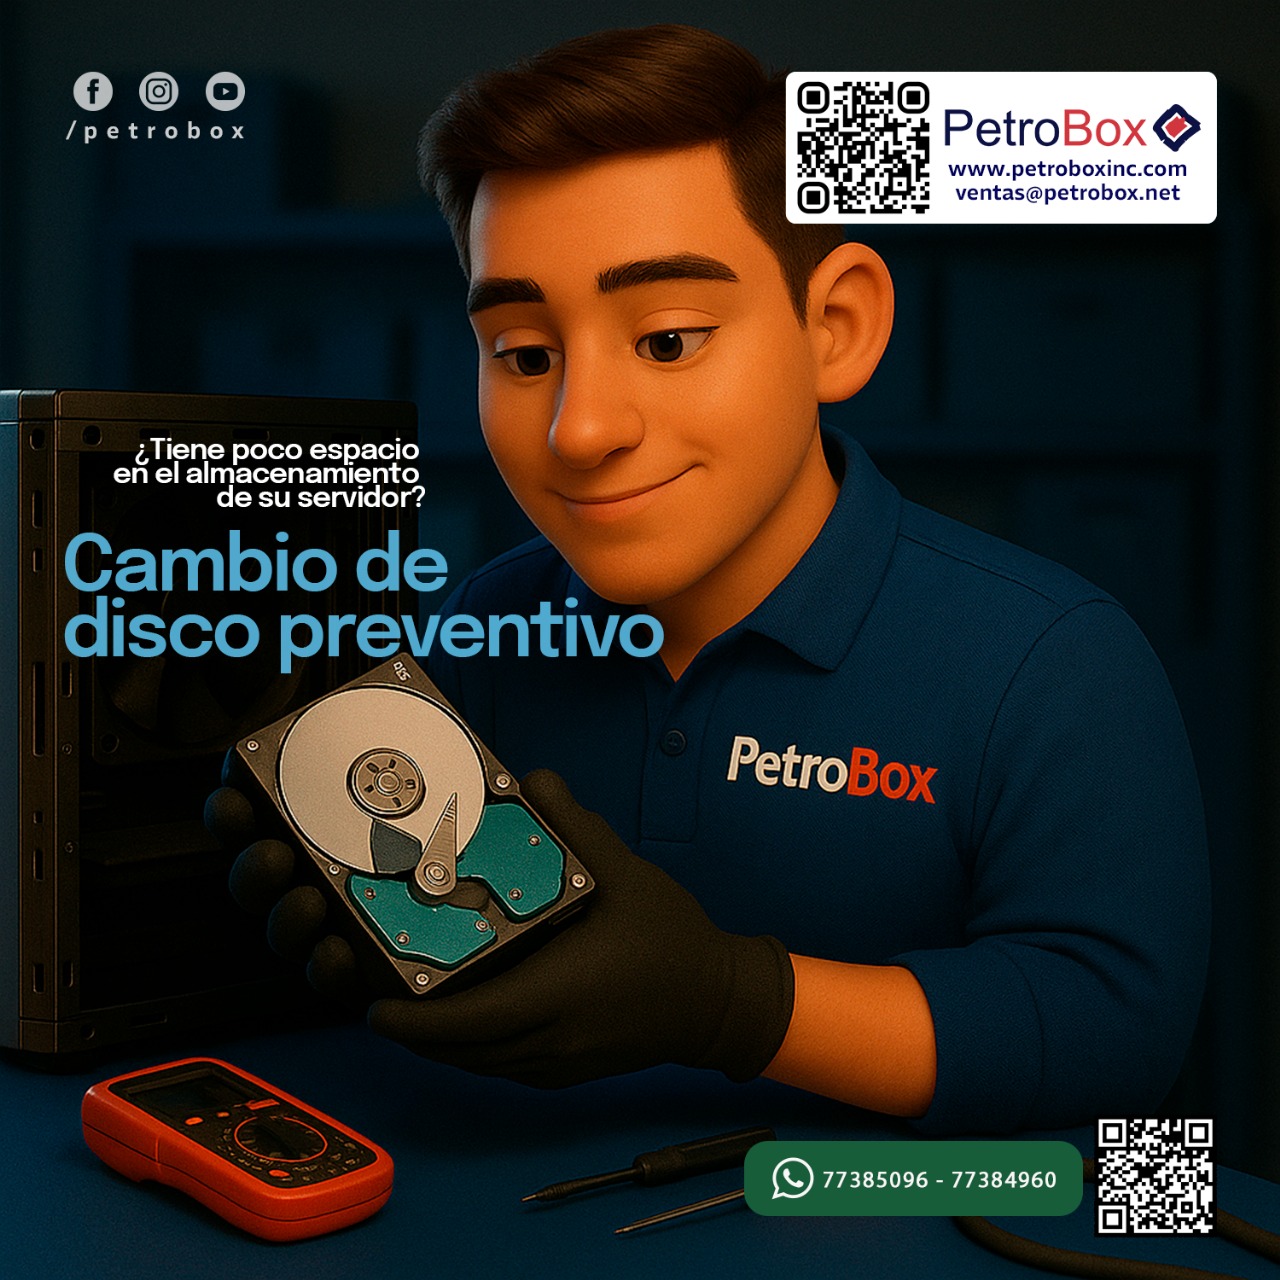 /petrobox
PetroBox
www.petroboxinc.com
ventas@petrobox.net
¿Tiene poco espacio
en el almacenamiento
de su servidor?
Cambio de
disco preventivo
PetroBox
77385096 - 77384960